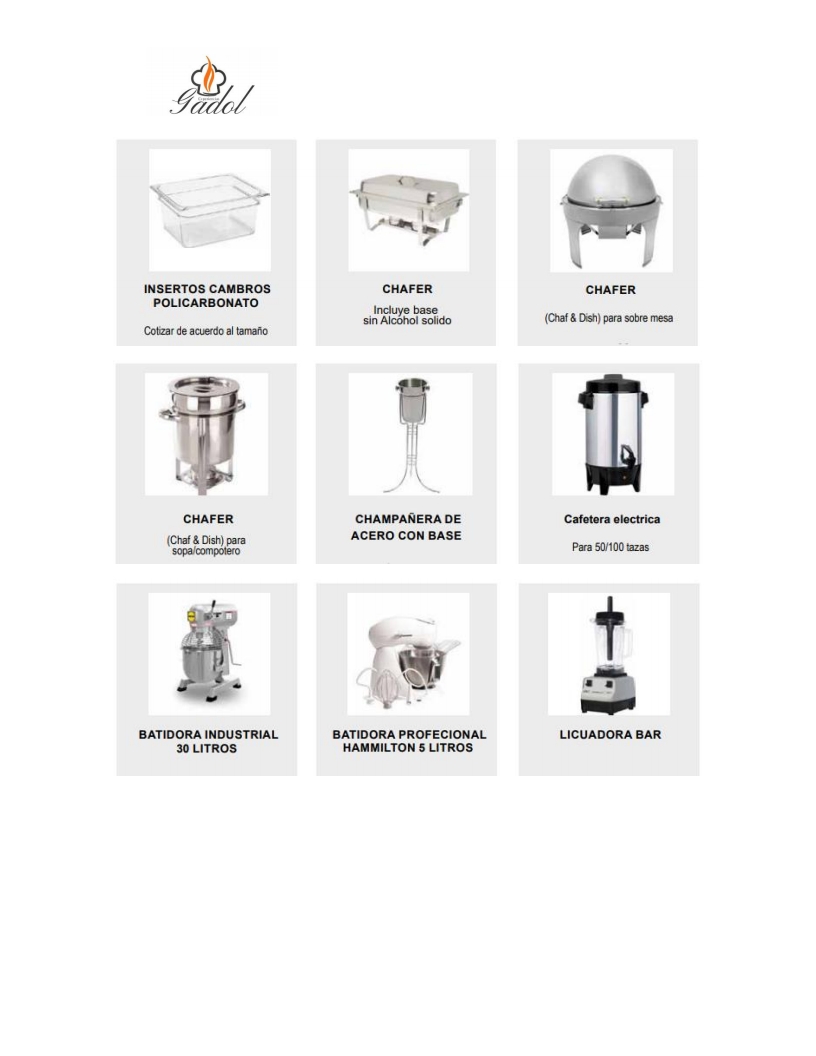 Gadol
INSERTOS CAMBROS
POLICARBONATO
Cotizar de acuerdo al tamaño
CHAFER
Incluye base
sin Alcohol solido
CHAFER
(Chaf & Dish) para sobre mesa
CHAFER
(Chaf & Dish) para
sopa/compotero
CHAMPAÑERA DE
ACERO CON BASE
Cafetera electrica
Para 50/100 tazas
BATIDORA INDUSTRIAL
30 LITROS
BATIDORA PROFECIONAL
HAMMILTON 5 LITROS
LICUADORA BAR